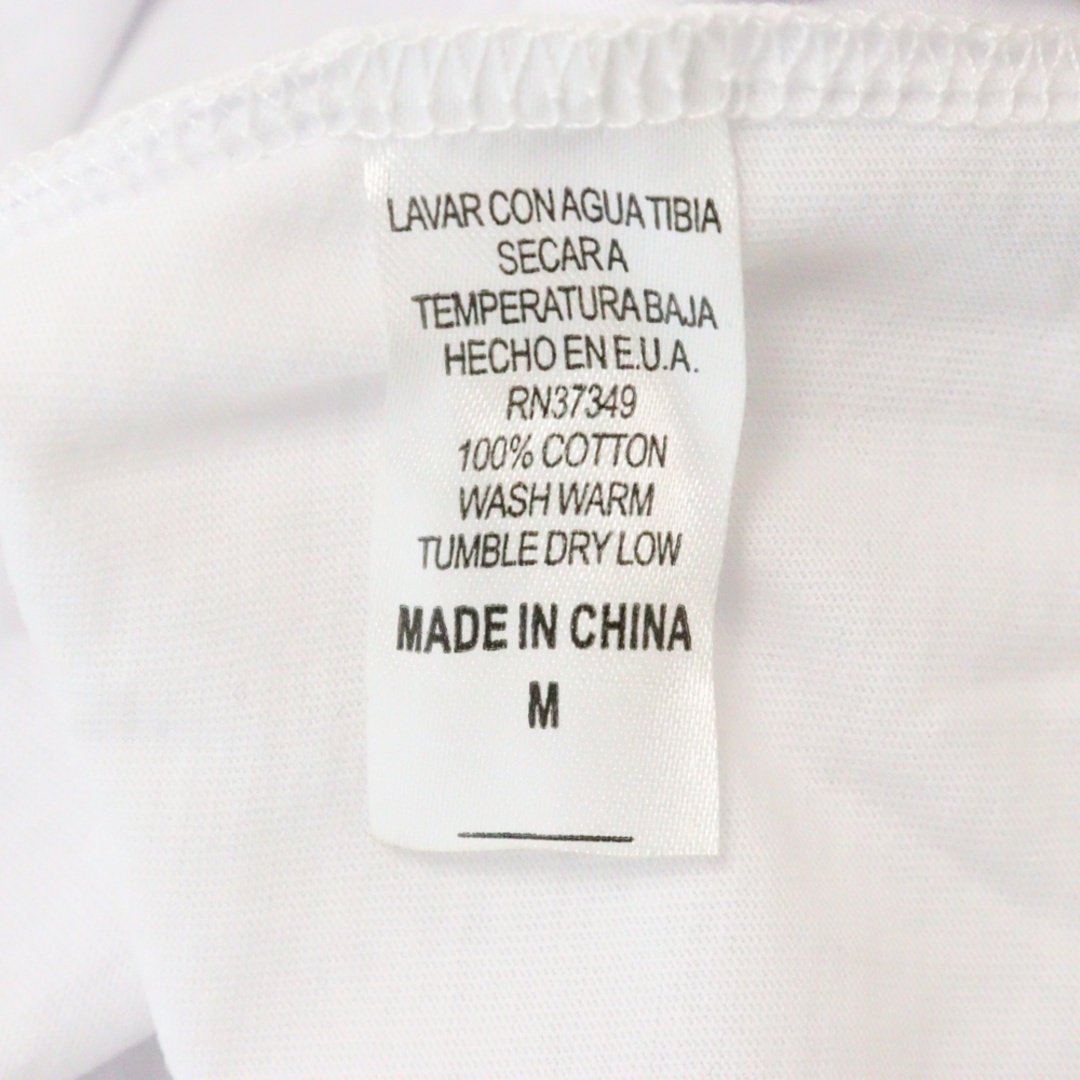 LAVAR CON AGUA TIBIA
SECAR A
TEMPERATURA BAJA
HECHO EN E.U.A.
RN37349
100% COTTON
WASH WARM
TUMBLE DRY LOW
MADE IN CHINA
M